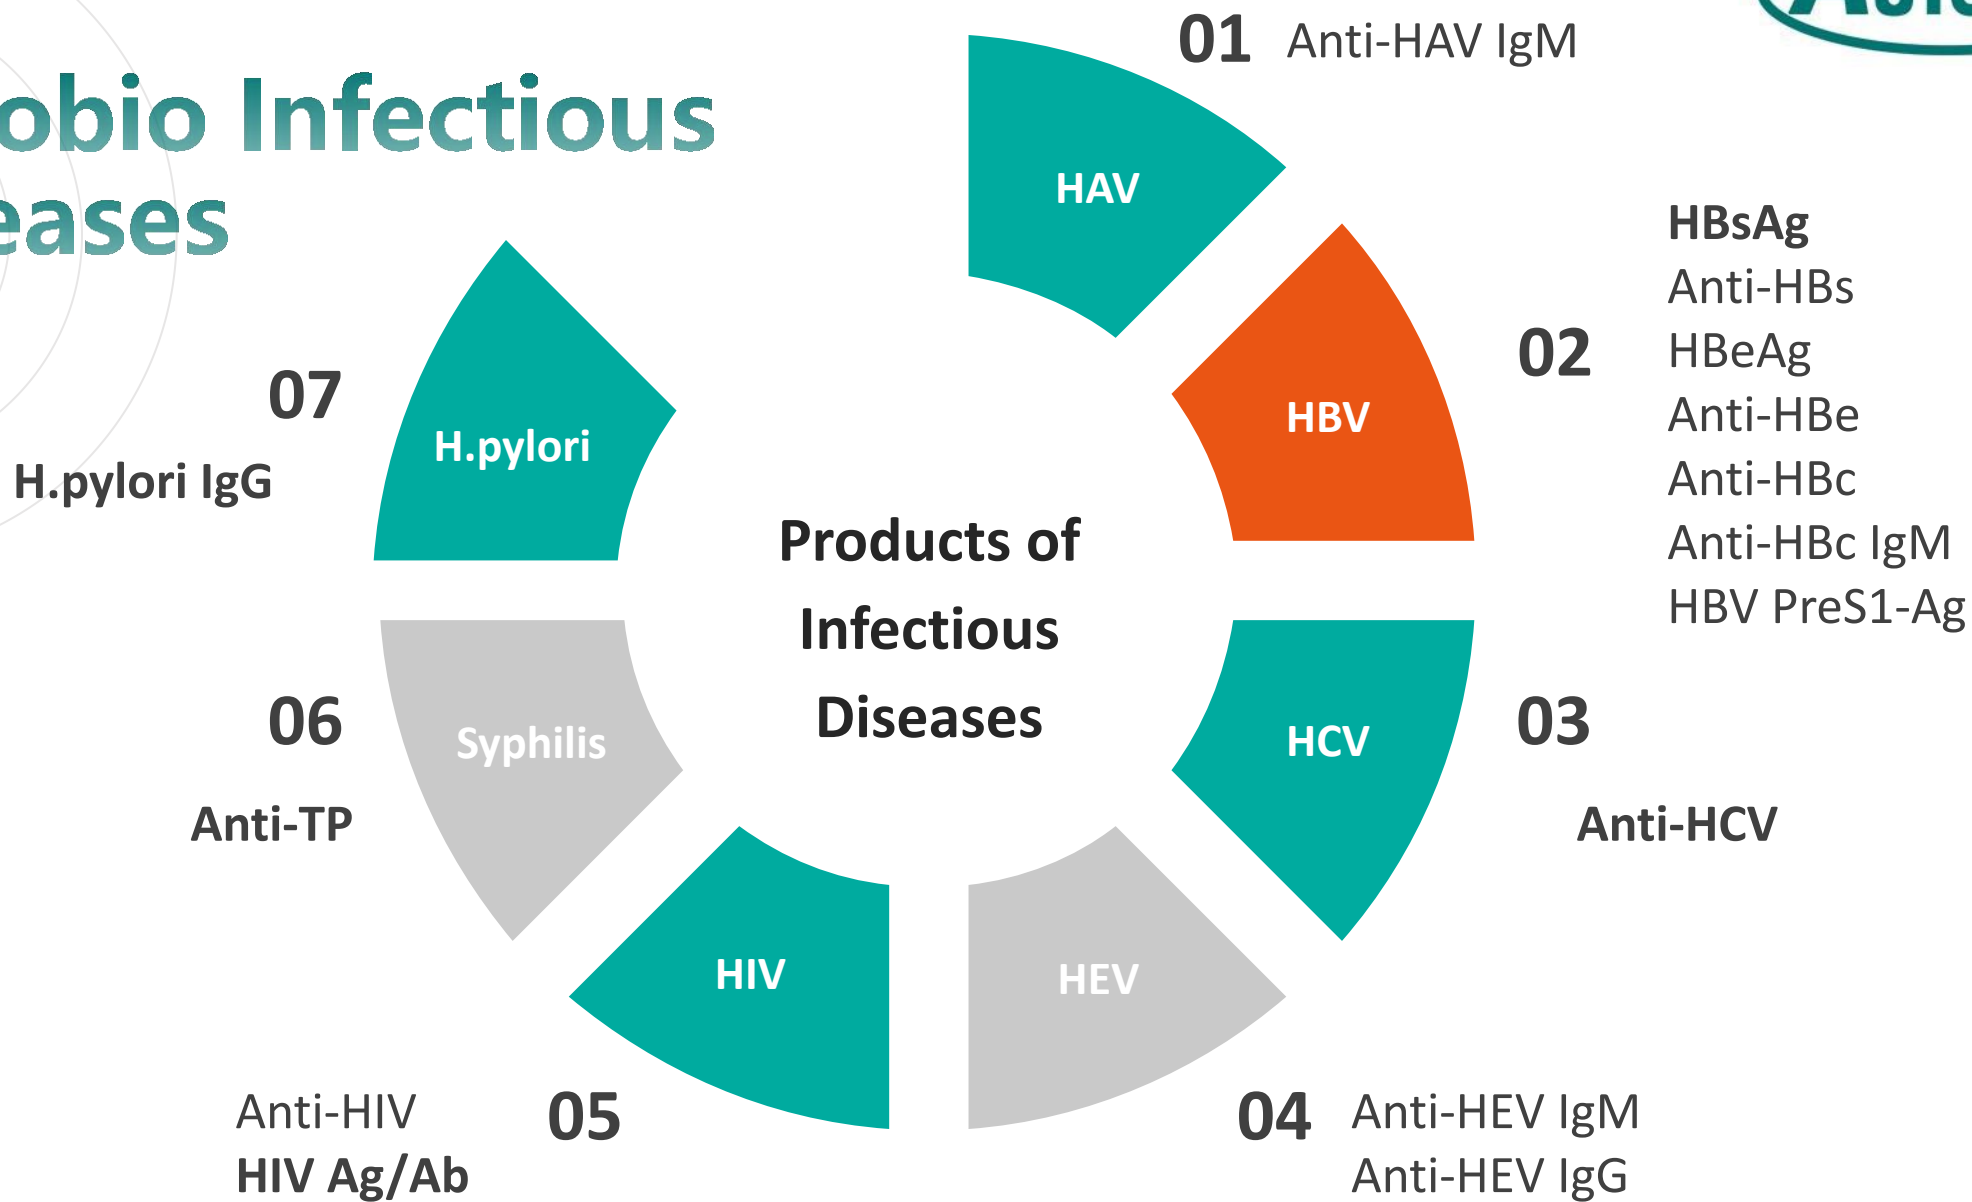 obio Infectious
eases
01 Anti-HAV IgM
HAV
HBsAg
Anti-HBs
02 HBeAg
Anti-HBe
Anti-HBc
Anti-HBc IgM
HBV PreS1-Ag
HBV
03
Anti-HCV
HCV
04 Anti-HEV IgM
Anti-HEV IgG
HEV
05
Anti-HIV
HIV Ag/Ab
HIV
06
Anti-TP
Syphilis
07
H.pylori IgG
H.pylori
Products of
Infectious
Diseases